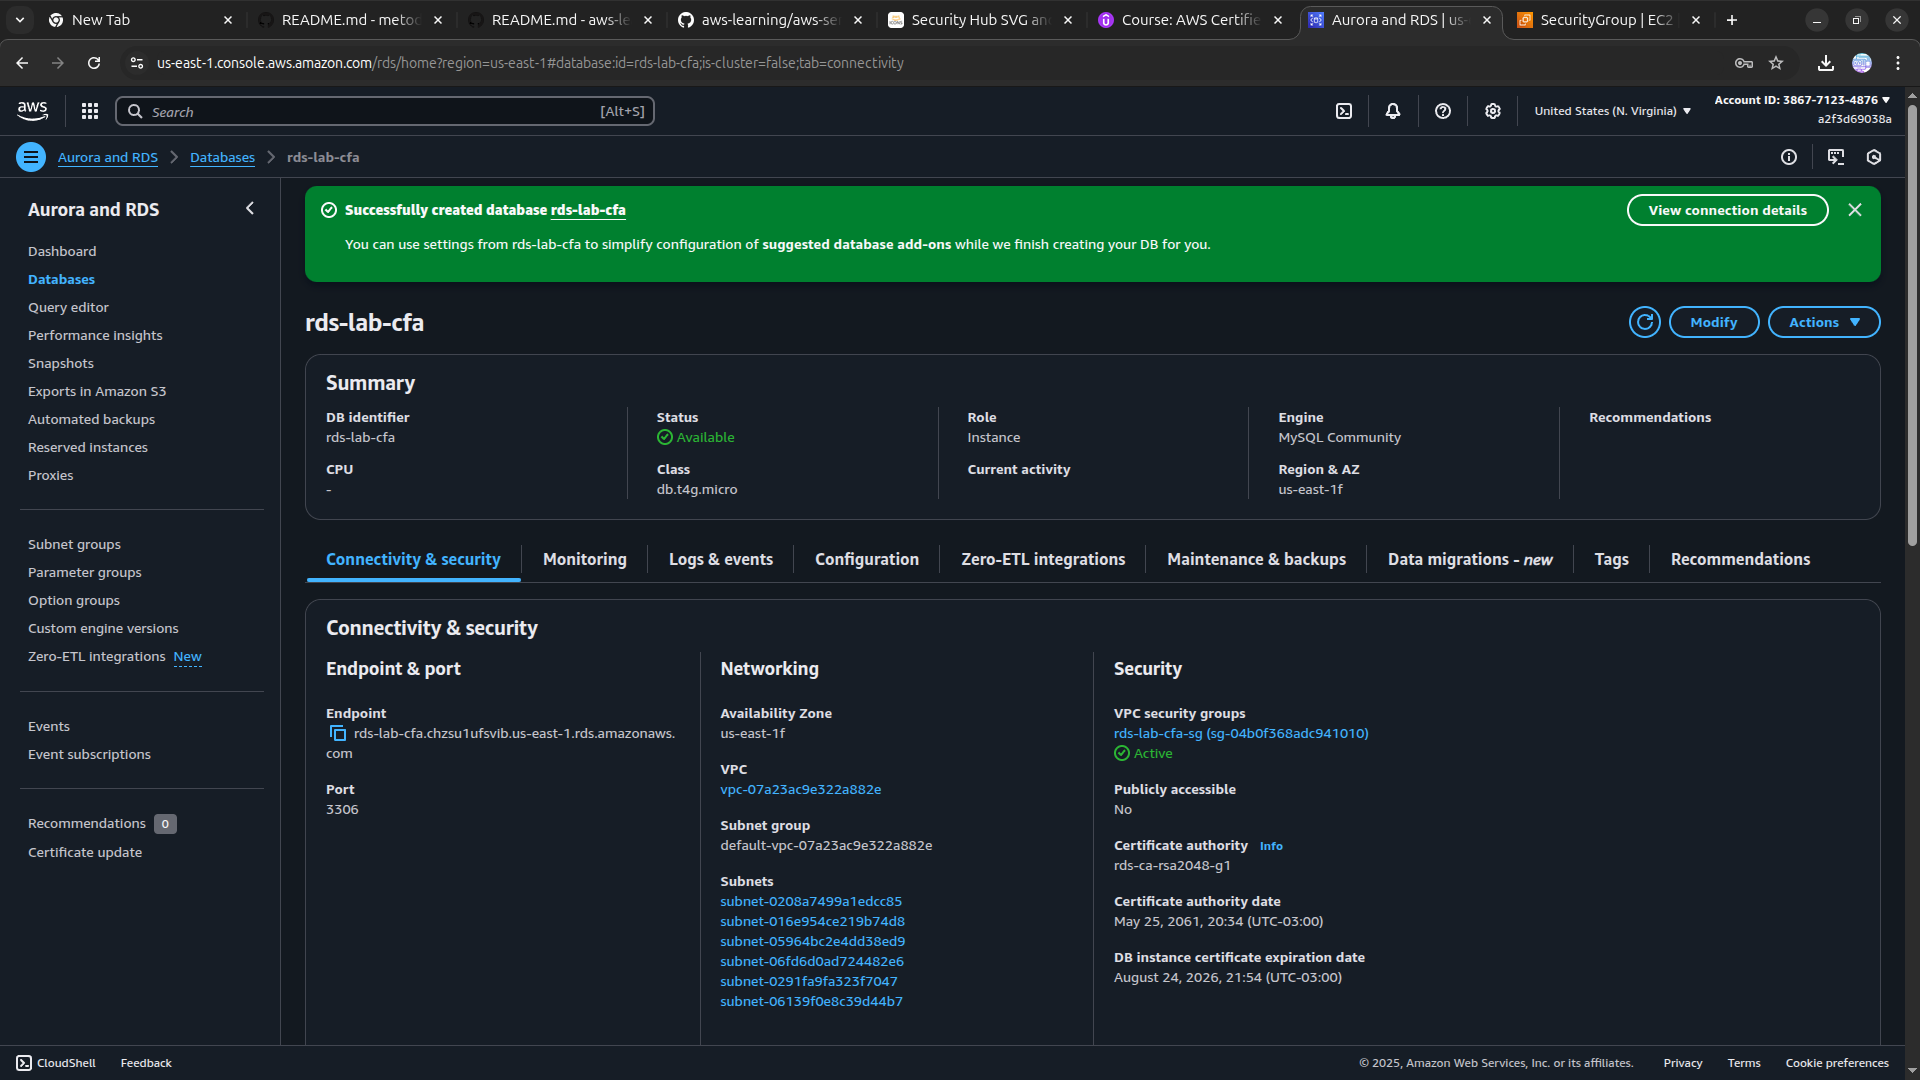 New Tab
README.md - metod
README.md - aws-le
aws-learning/aws-se
Security Hub SVG an
Course: AWS Certifie
Aurora and RDS | us-
SecurityGroup | EC2
us-east-1.console.aws.amazon.com/rds/home?region=us-east-1#database:id=rds-lab-cfa;is-cluster=false;tab=connectivity
aws
Search
[Alt+S]
United States (N. Virginia)
Account ID: 3867-7123-4876
a2f3d69038a
Aurora and RDS
Databases
rds-lab-cfa
Aurora and RDS
Dashboard
Databases
Query editor
Performance insights
Snapshots
Exports in Amazon S3
Automated backups
Reserved instances
Proxies
Subnet groups
Parameter groups
Option groups
Custom engine versions
Zero-ETL integrations New
Events
Event subscriptions
Recommendations 0
Certificate update
Successfully created database rds-lab-cfa
You can use settings from rds-lab-cfa to simplify configuration of suggested database add-ons while we finish creating your DB for you.
View connection details
rds-lab-cfa
Modify
Actions
Summary
DB identifier
rds-lab-cfa
CPU
-
Status
Available
Class
db.t4g.micro
Role
Instance
Current activity
Engine
MySQL Community
Region & AZ
us-east-1f
Recommendations
Connectivity & security
Monitoring
Logs & events
Configuration
Zero-ETL integrations
Maintenance & backups
Data migrations - new
Tags
Recommendations
Connectivity & security
Endpoint & port
Endpoint
rds-lab-cfa.chzsu1ufsvib.us-east-1.rds.amazonaws.
com
Port
3306
Networking
Availability Zone
us-east-1f
VPC
vpc-07a23ac9e322a882e
Subnet group
default-vpc-07a23ac9e322a882e
Subnets
subnet-0208a7499a1edcc85
subnet-016e954ce219b74d8
subnet-05964bc2e4dd38ed9
subnet-06fd6d0ad724482e6
subnet-0291fa9fa323f7047
subnet-06139f0e8c39d44b7
Security
VPC security groups
rds-lab-cfa-sg (sg-04b0f368adc941010)
Active
Publicly accessible
No
Certificate authority Info
rds-ca-rsa2048-g1
Certificate authority date
May 25, 2061, 20:34 (UTC-03:00)
DB instance certificate expiration date
August 24, 2026, 21:54 (UTC-03:00)
CloudShell
Feedback
© 2025, Amazon Web Services, Inc. or its affiliates.
Privacy
Terms
Cookie preferences